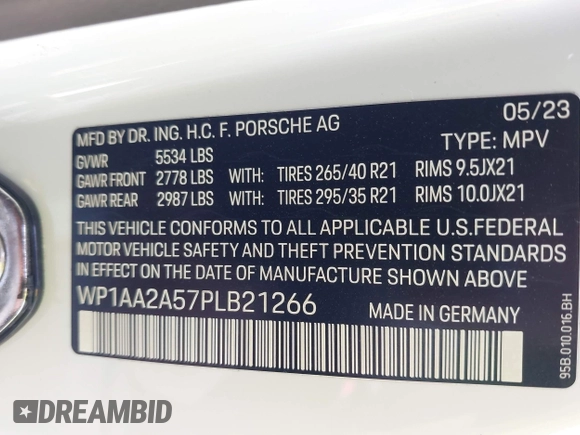 05/23
MFD BY DR. ING. H.C. F. PORSCHE AG
TYPE: MPV
GVWR 5534 LBS
GAWR FRONT 2778 LBS WITH: TIRES 265/40 R21 RIMS 9.5JX21
GAWR REAR 2987 LBS WITH: TIRES 295/35 R21 RIMS 10.0JX21
THIS VEHICLE CONFORMS TO ALL APPLICABLE U.S.FEDERAL
MOTOR VEHICLE SAFETY AND THEFT PREVENTION STANDARDS
IN EFFECT ON THE DATE OF MANUFACTURE SHOWN ABOVE
WP1AA2A57PLB21266 MADE IN GERMANY
95B.010.016.BH
DREAMBID